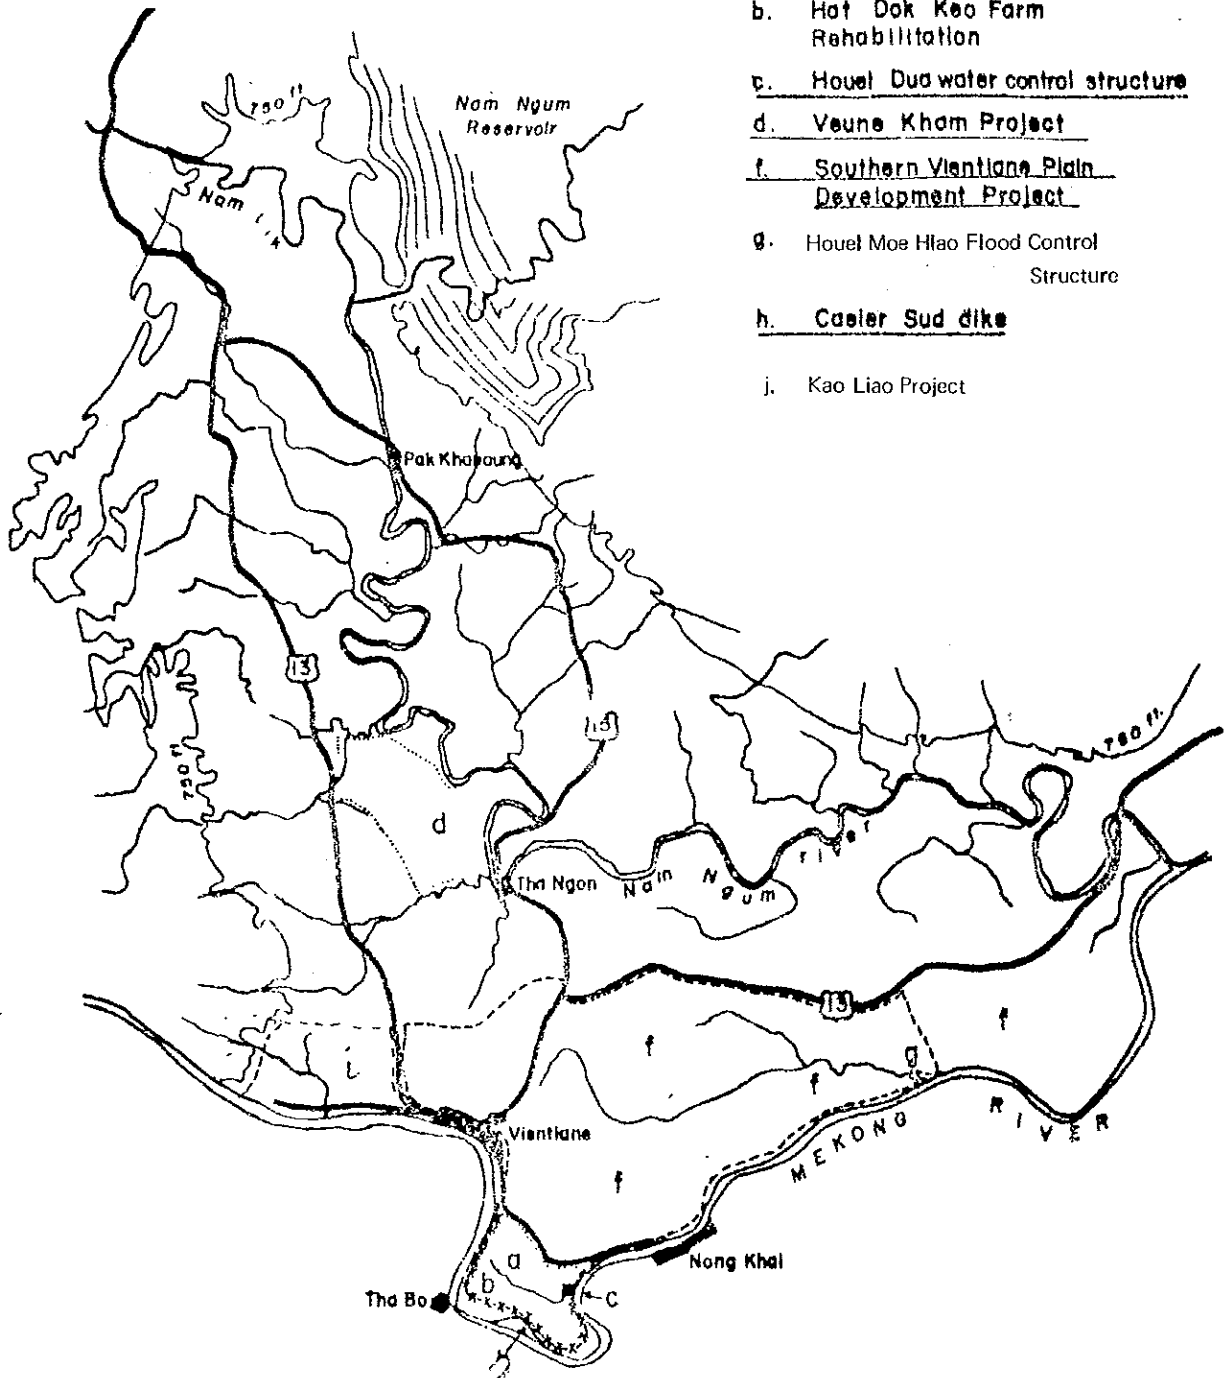 b. Hat Dok Keo Farm
Rehabilitation
c. Houei Dua water control structure
d. Veune Kham Project
f. Southern Vientiane Plain
Development Project
g. Houei Moe Hiao Flood Control
Structure
h. Casier Sud dike
j. Kao Liao Project
750 ft.
Nam Ngum
Reservoir
Nam Lik
Pak Khanoung
13
13
750 ft.
750 ft.
d
Tha Ngon
Nam Ngum river
13
f
f
g
i
f
MEKONG RIVER
Vientiane
f
a
Nong Khai
b
Tha Bo
c